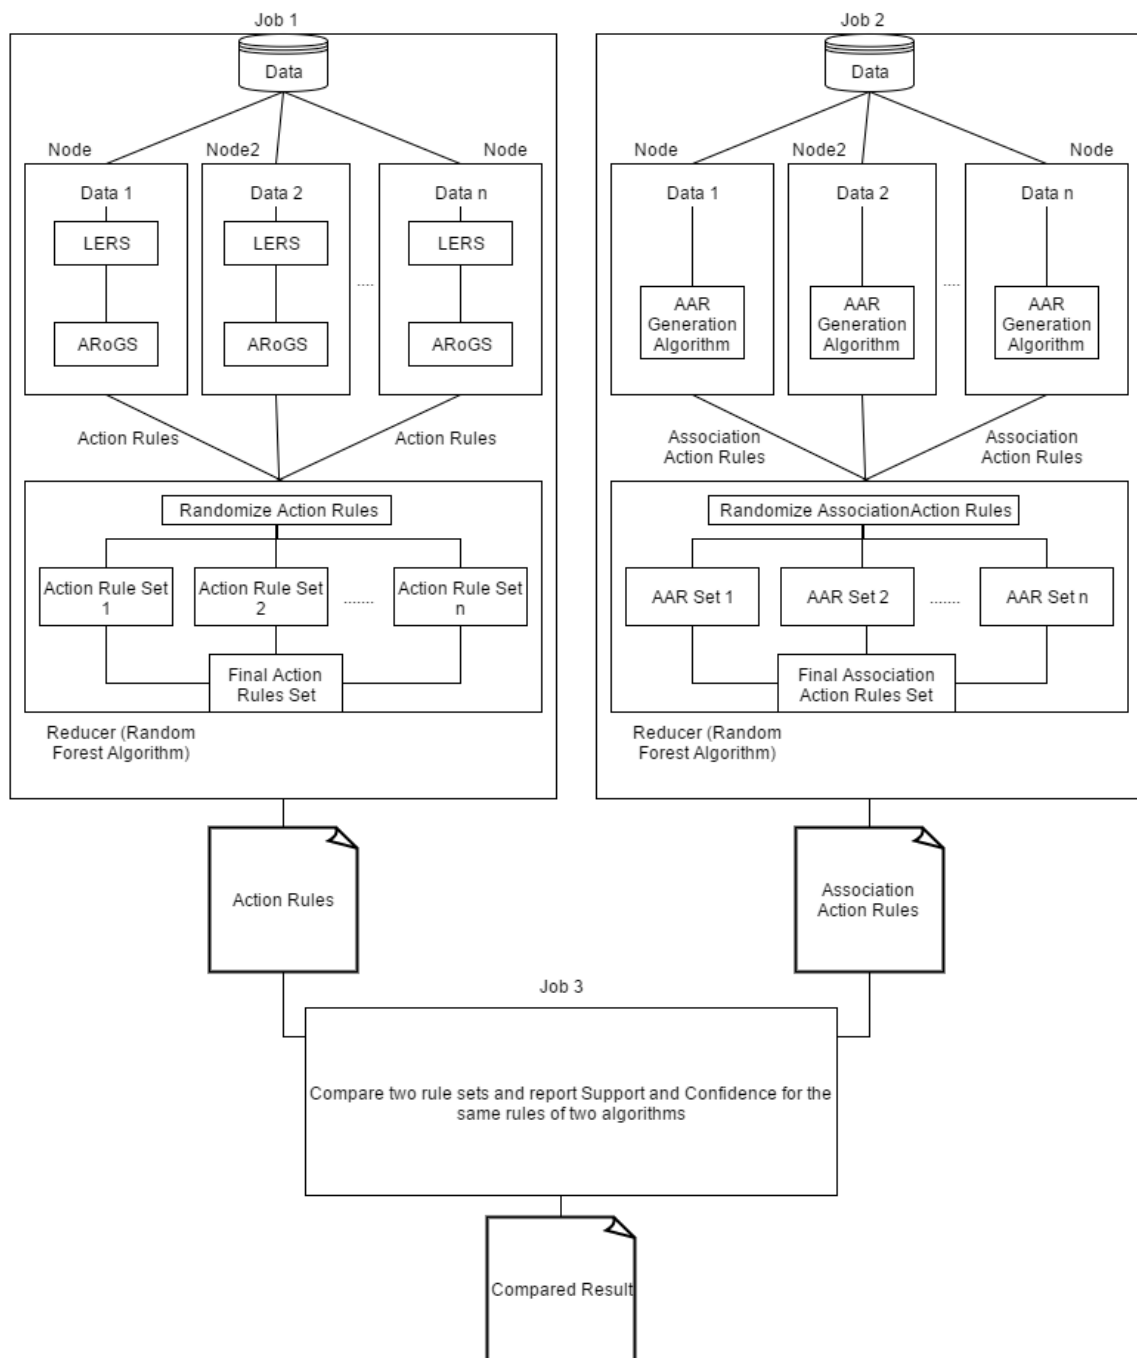 Job 1
Data
Node
Node2
Node
Data 1
Data 2
Data n
LERS
LERS
LERS
....
ARoGS
ARoGS
ARoGS
Action Rules
Action Rules
Randomize Action Rules
Action Rule Set
1
Action Rule Set
2
.......
Action Rule Set
n
Final Action
Rules Set
Reducer (Random
Forest Algorithm)
Job 2
Data
Node
Node2
Node
Data 1
Data 2
Data n
....
AAR
Generation
Algorithm
AAR
Generation
Algorithm
AAR
Generation
Algorithm
Association
Action Rules
Association
Action Rules
Randomize AssociationAction Rules
AAR Set 1
AAR Set 2
.......
AAR Set n
Final Association
Action Rules Set
Reducer (Random
Forest Algorithm)
Action Rules
Association
Action Rules
Job 3
Compare two rule sets and report Support and Confidence for the
same rules of two algorithms
Compared Result